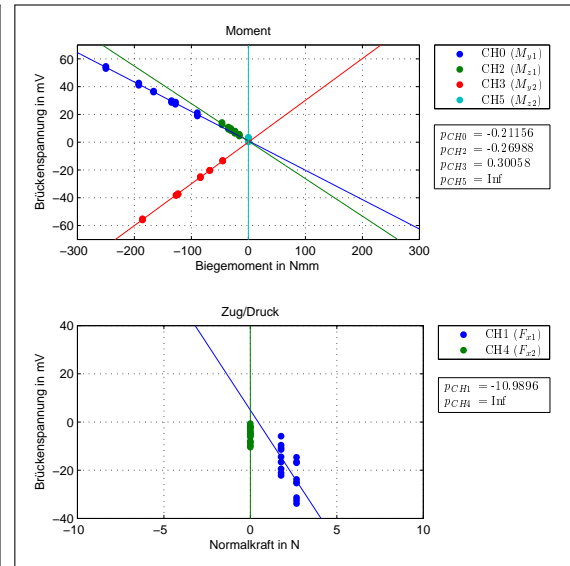 Moment
Brückenspannung in mV
60
40
20
0
−20
−40
−60
−300
−200
−100
0
100
200
300
Biegemoment in Nmm
CH0 (M_y1)
CH2 (M_z1)
CH3 (M_y2)
CH5 (M_z2)
p_CH0 = -0.21156
p_CH2 = -0.26988
p_CH3 = 0.30058
p_CH5 = Inf
Zug/Druck
Brückenspannung in mV
40
20
0
−20
−40
−10
−5
0
5
10
Normalkraft in N
CH1 (F_x1)
CH4 (F_x2)
p_CH1 = -10.9896
p_CH4 = Inf